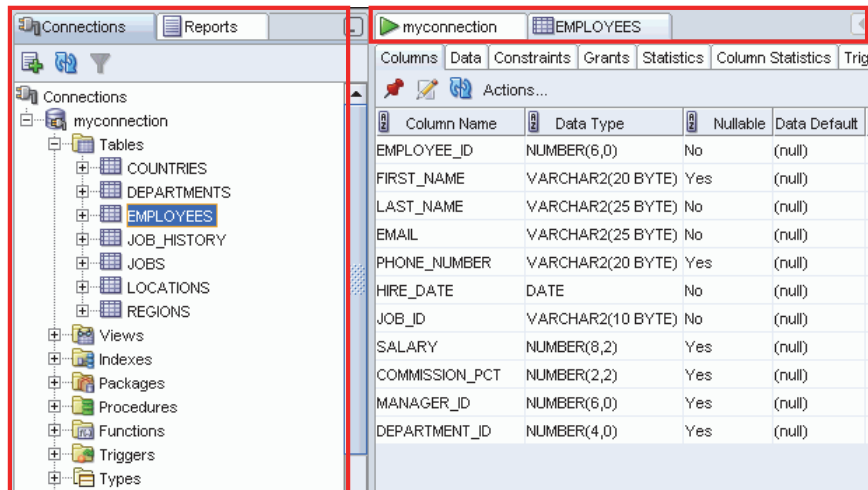 Connections Reports
Connections
myconnection
Tables
COUNTRIES
DEPARTMENTS
EMPLOYEES
JOB_HISTORY
JOBS
LOCATIONS
REGIONS
Views
Indexes
Packages
Procedures
Functions
Triggers
Types
myconnection EMPLOYEES
Columns Data Constraints Grants Statistics Column Statistics Trig
Actions...
Column Name Data Type Nullable Data Default
EMPLOYEE_ID NUMBER(6,0) No (null)
FIRST_NAME VARCHAR2(20 BYTE) Yes (null)
LAST_NAME VARCHAR2(25 BYTE) No (null)
EMAIL VARCHAR2(25 BYTE) No (null)
PHONE_NUMBER VARCHAR2(20 BYTE) Yes (null)
HIRE_DATE DATE No (null)
JOB_ID VARCHAR2(10 BYTE) No (null)
SALARY NUMBER(8,2) Yes (null)
COMMISSION_PCT NUMBER(2,2) Yes (null)
MANAGER_ID NUMBER(6,0) Yes (null)
DEPARTMENT_ID NUMBER(4,0) Yes (null)